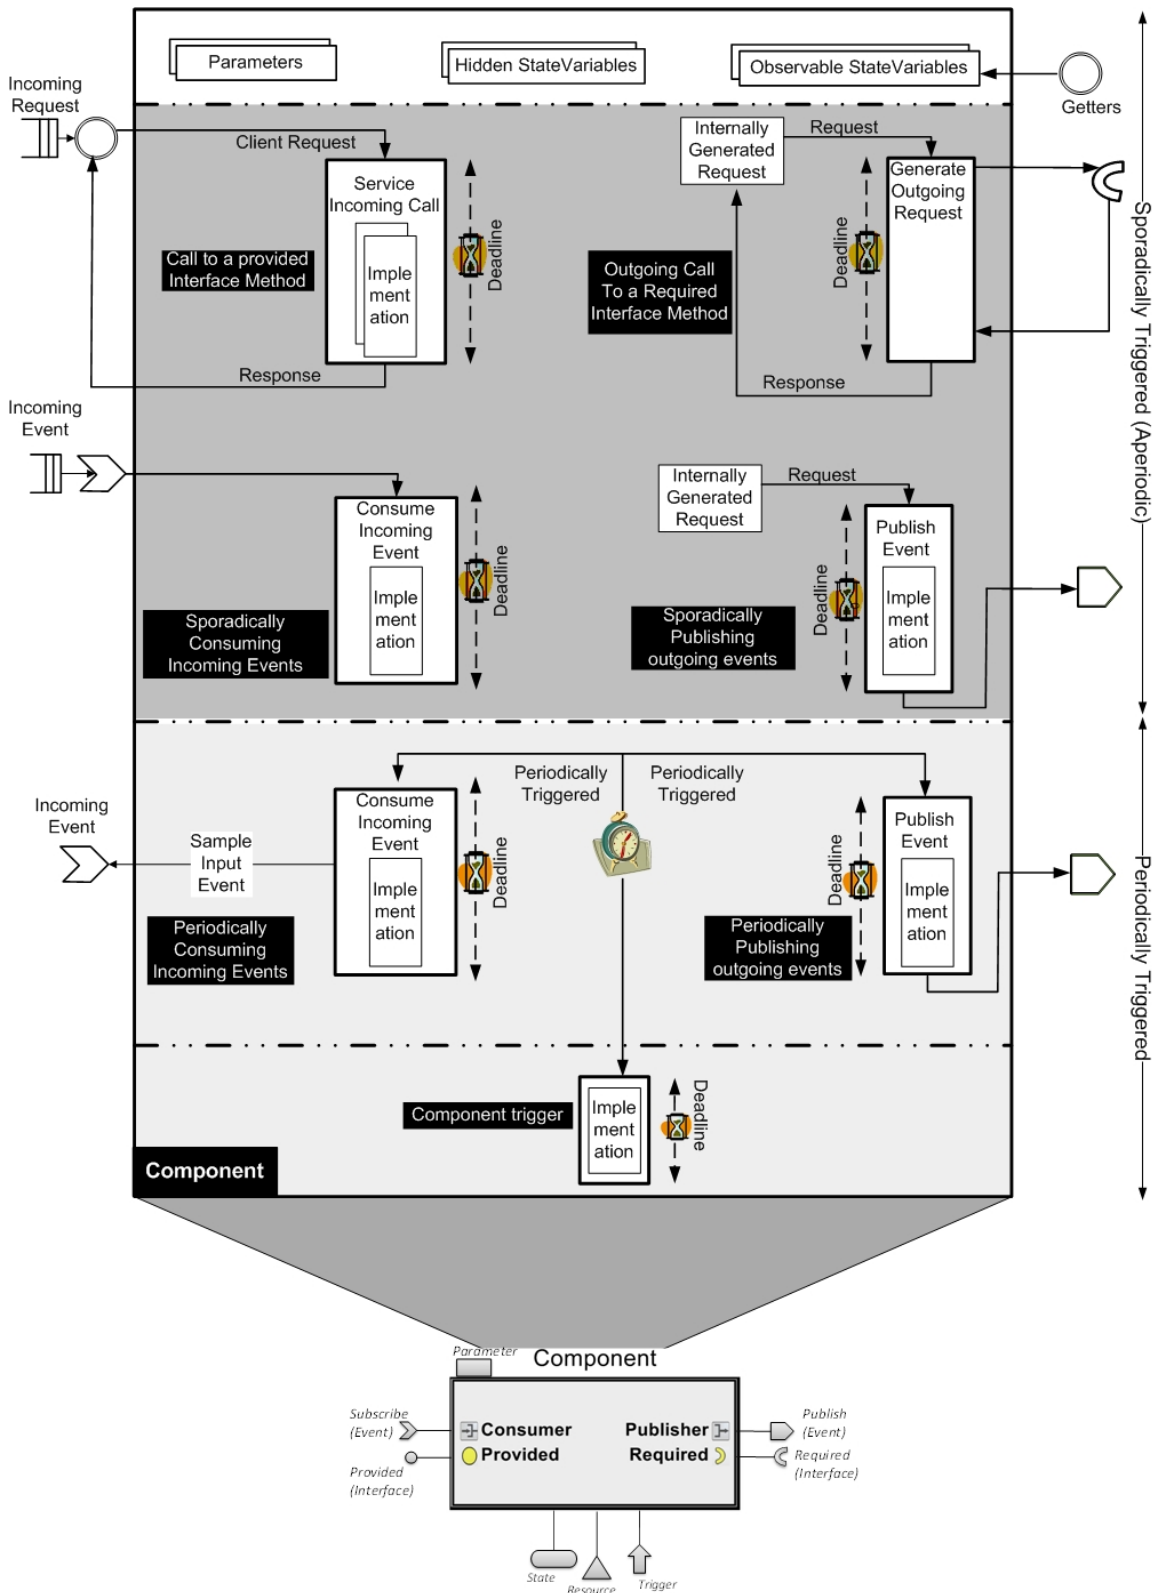 Parameters
Hidden StateVariables
Observable StateVariables
Getters
Incoming
Request
Client Request
Service
Incoming Call
Imple
ment
ation
Deadline
Call to a provided
Interface Method
Response
Internally
Generated
Request
Request
Generate
Outgoing
Request
Deadline
Outgoing Call
To a Required
Interface Method
Response
Sporadically Triggered (Aperiodic)
Incoming
Event
Consume
Incoming
Event
Imple
ment
ation
Deadline
Sporadically
Consuming
Incoming Events
Internally
Generated
Request
Request
Publish
Event
Imple
ment
ation
Deadline
Sporadically
Publishing
outgoing events
Periodically
Triggered
Periodically
Triggered
Incoming
Event
Sample
Input
Event
Consume
Incoming
Event
Imple
ment
ation
Deadline
Periodically
Consuming
Incoming Events
Publish
Event
Imple
ment
ation
Deadline
Periodically
Publishing
outgoing events
Periodically Triggered
Component trigger
Imple
ment
ation
Deadline
Component
Parameter
Component
Subscribe
(Event)
Consumer
Publisher
Publish
(Event)
Provided
(Interface)
Provided
Required
Required
(Interface)
State
Resource
Trigger